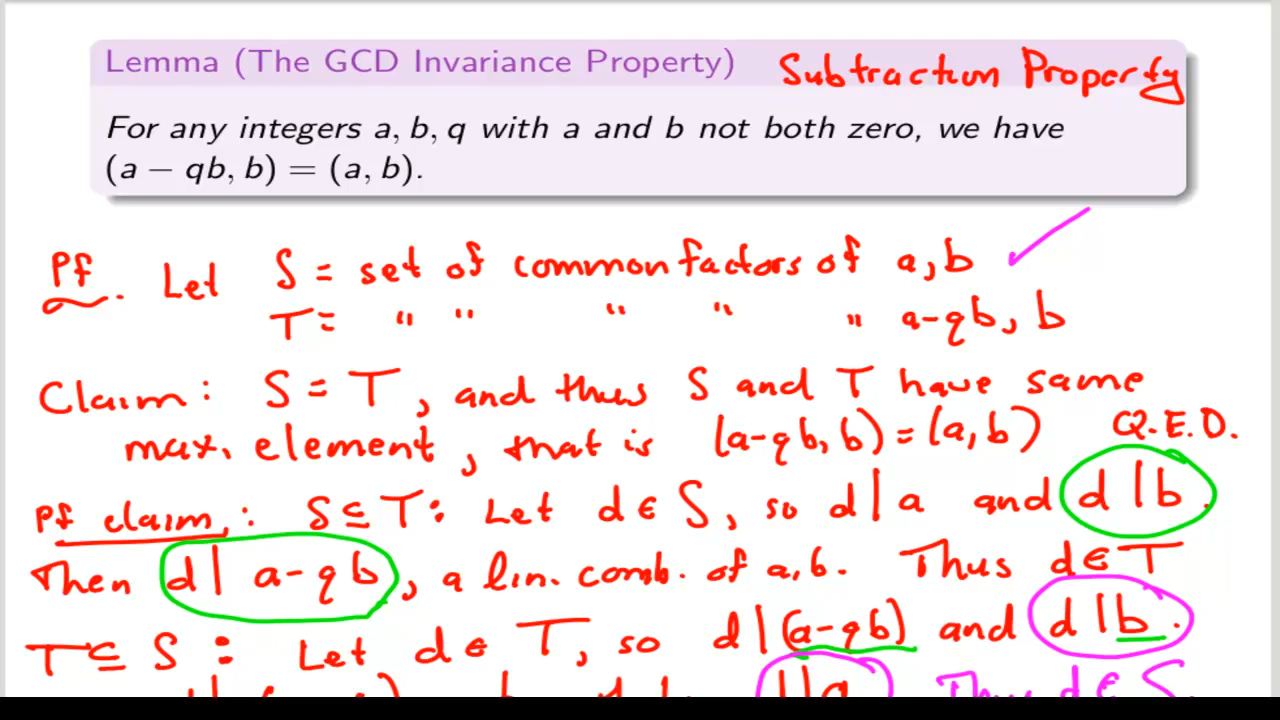 Lemma (The GCD Invariance Property) Subtraction Property
For any integers a, b, q with a and b not both zero, we have
(a − qb, b) = (a, b).
Pf. Let S = set of common factors of a, b ✓
T = " " " " " a-qb, b
Claim: S = T, and thus S and T have same
max. element, that is (a-qb, b) = (a, b) Q.E.D.
Pf claim: S ⊆ T: Let d ∈ S, so d | a and d | b.
Then d | a-qb, a lin. comb. of a, b. Thus d ∈ T
T ⊆ S: Let d ∈ T, so d | (a-qb) and d | b.
Thus d ∈ S.